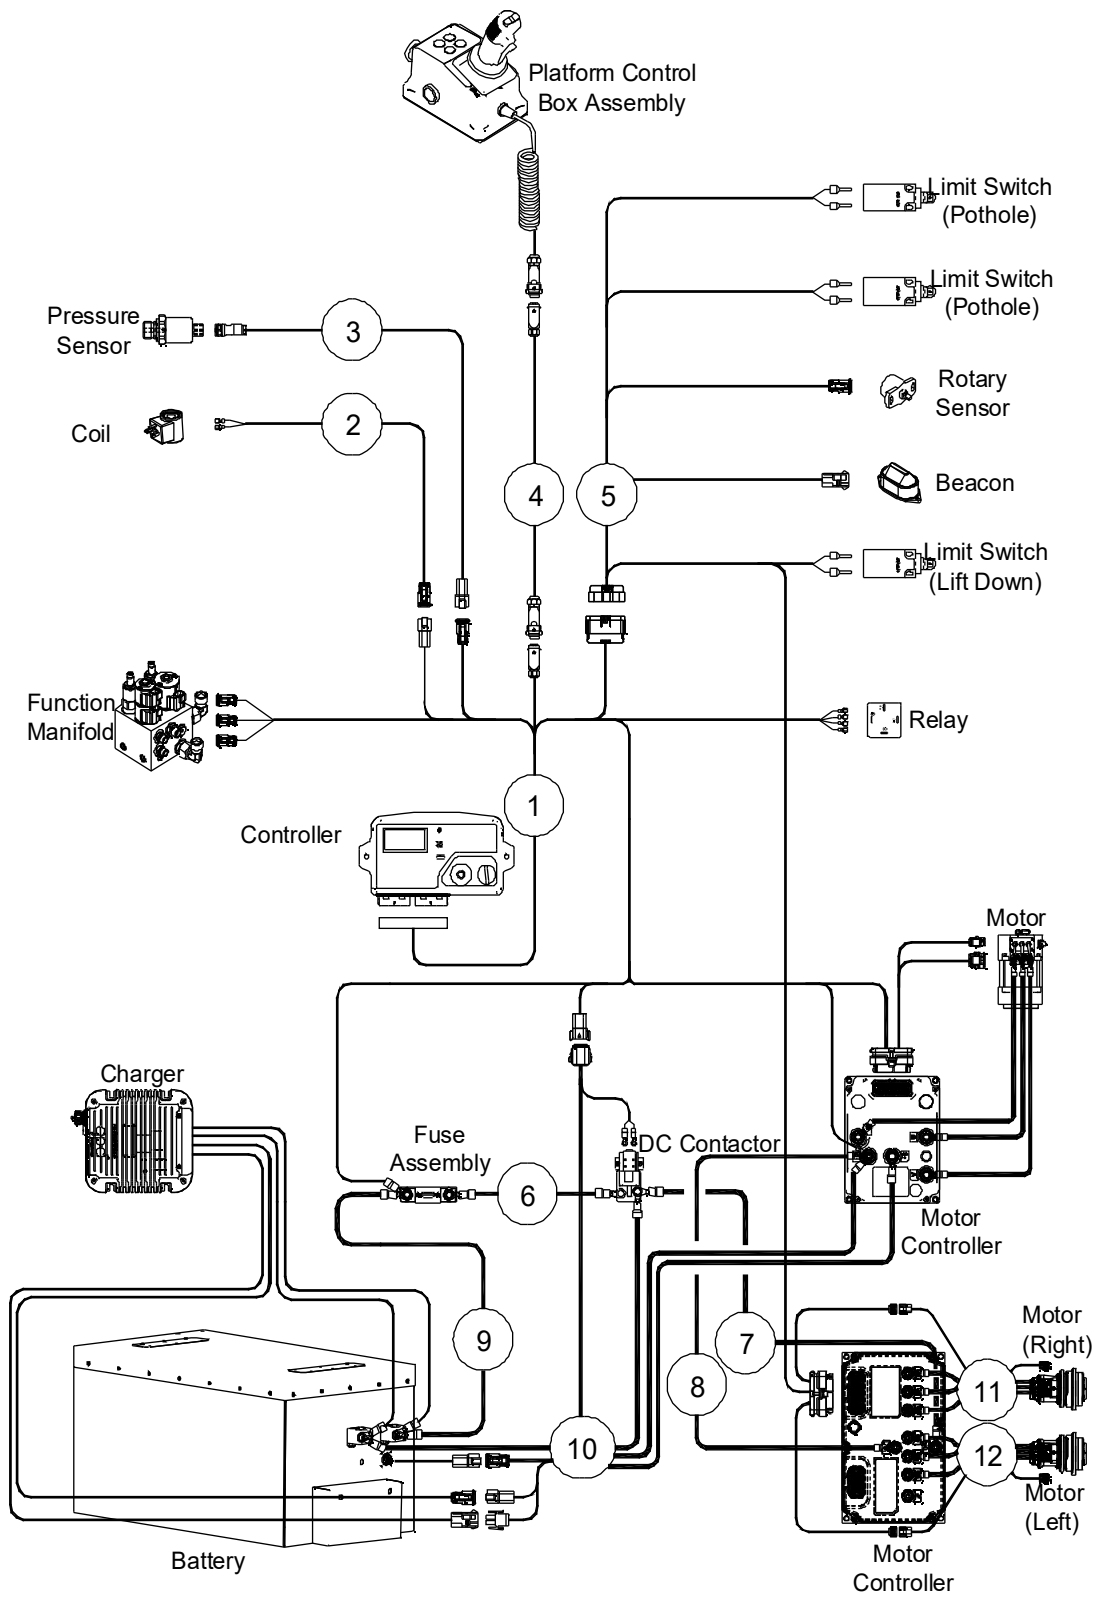 Platform Control
Box Assembly
Limit Switch
(Pothole)
Limit Switch
(Pothole)
Pressure
Sensor
3
Rotary
Sensor
Coil
2
4
5
Beacon
Limit Switch
(Lift Down)
Function
Manifold
Relay
1
Controller
Motor
Charger
Fuse
Assembly
DC Contactor
6
Motor
Controller
9
7
8
Motor
(Right)
11
10
12
Motor
(Left)
Battery
Motor
Controller